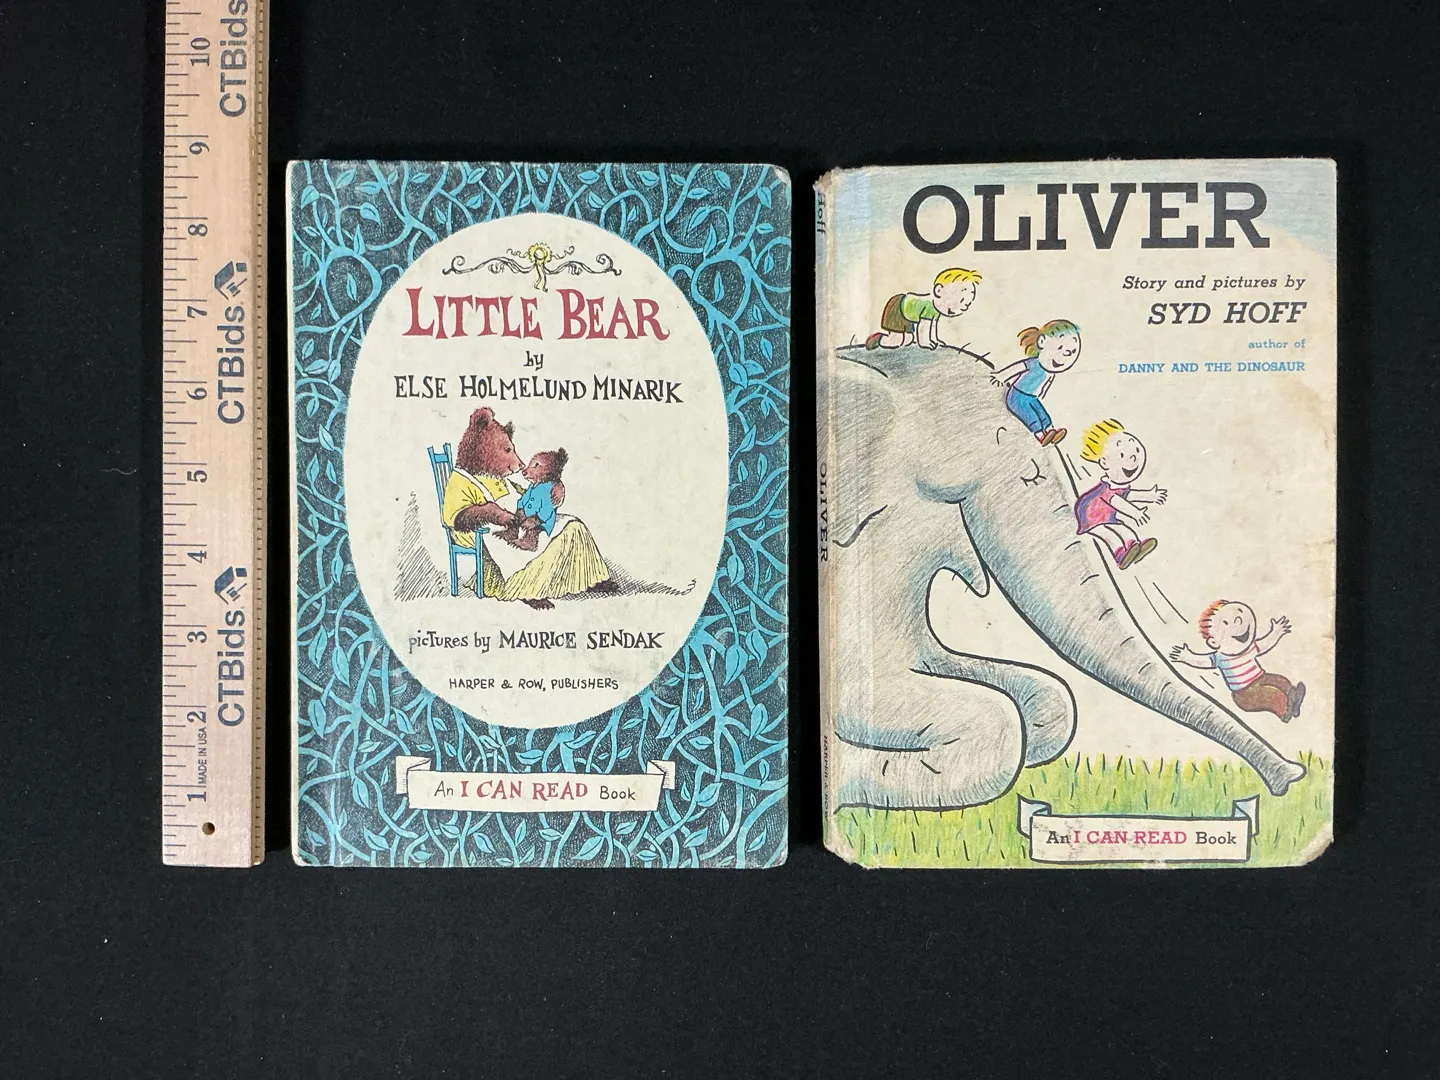 10
CTBids
9
8
7
CTBids
6
5
4
CTBids
3
2
MADE IN USA
1
LITTLE BEAR
by
ELSE HOLMELUND MINARIK
picTures by MAURICE SENDAK
HARPER & ROW, PUBLISHERS
An I CAN READ Book
Hoff
OLIVER
OLIVER
Story and pictures by
SYD HOFF
author of
DANNY AND THE DINOSAUR
An I CAN READ Book